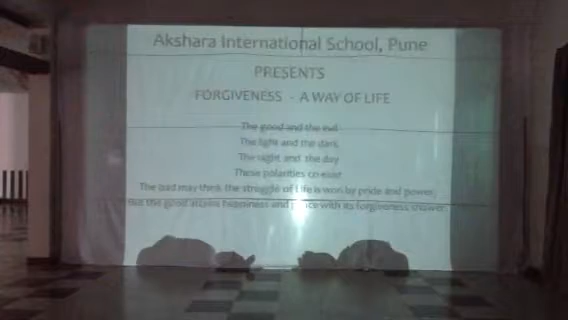 Akshara International School, Pune
PRESENTS
FORGIVENESS - A WAY OF LIFE
The good and the evil
The light and the dark
The night and the day
These polarities co-exist
The bad may think the struggle of life is won by pride and power,
But the good attains happiness and peace with its forgiveness shower.